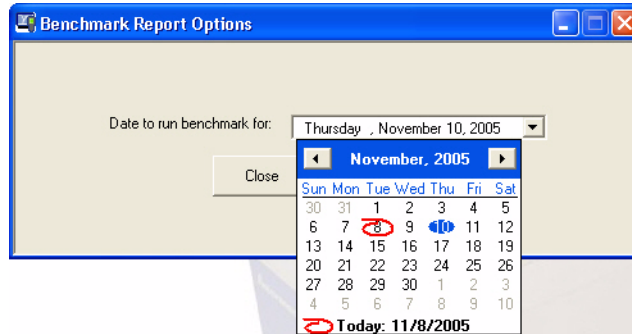 Benchmark Report Options
Date to run benchmark for: Thursday , November 10, 2005
Close
November, 2005
Sun Mon Tue Wed Thu Fri Sat
30 31 1 2 3 4 5
6 7 8 9 10 11 12
13 14 15 16 17 18 19
20 21 22 23 24 25 26
27 28 29 30 1 2 3
4 5 6 7 8 9 10
Today: 11/8/2005